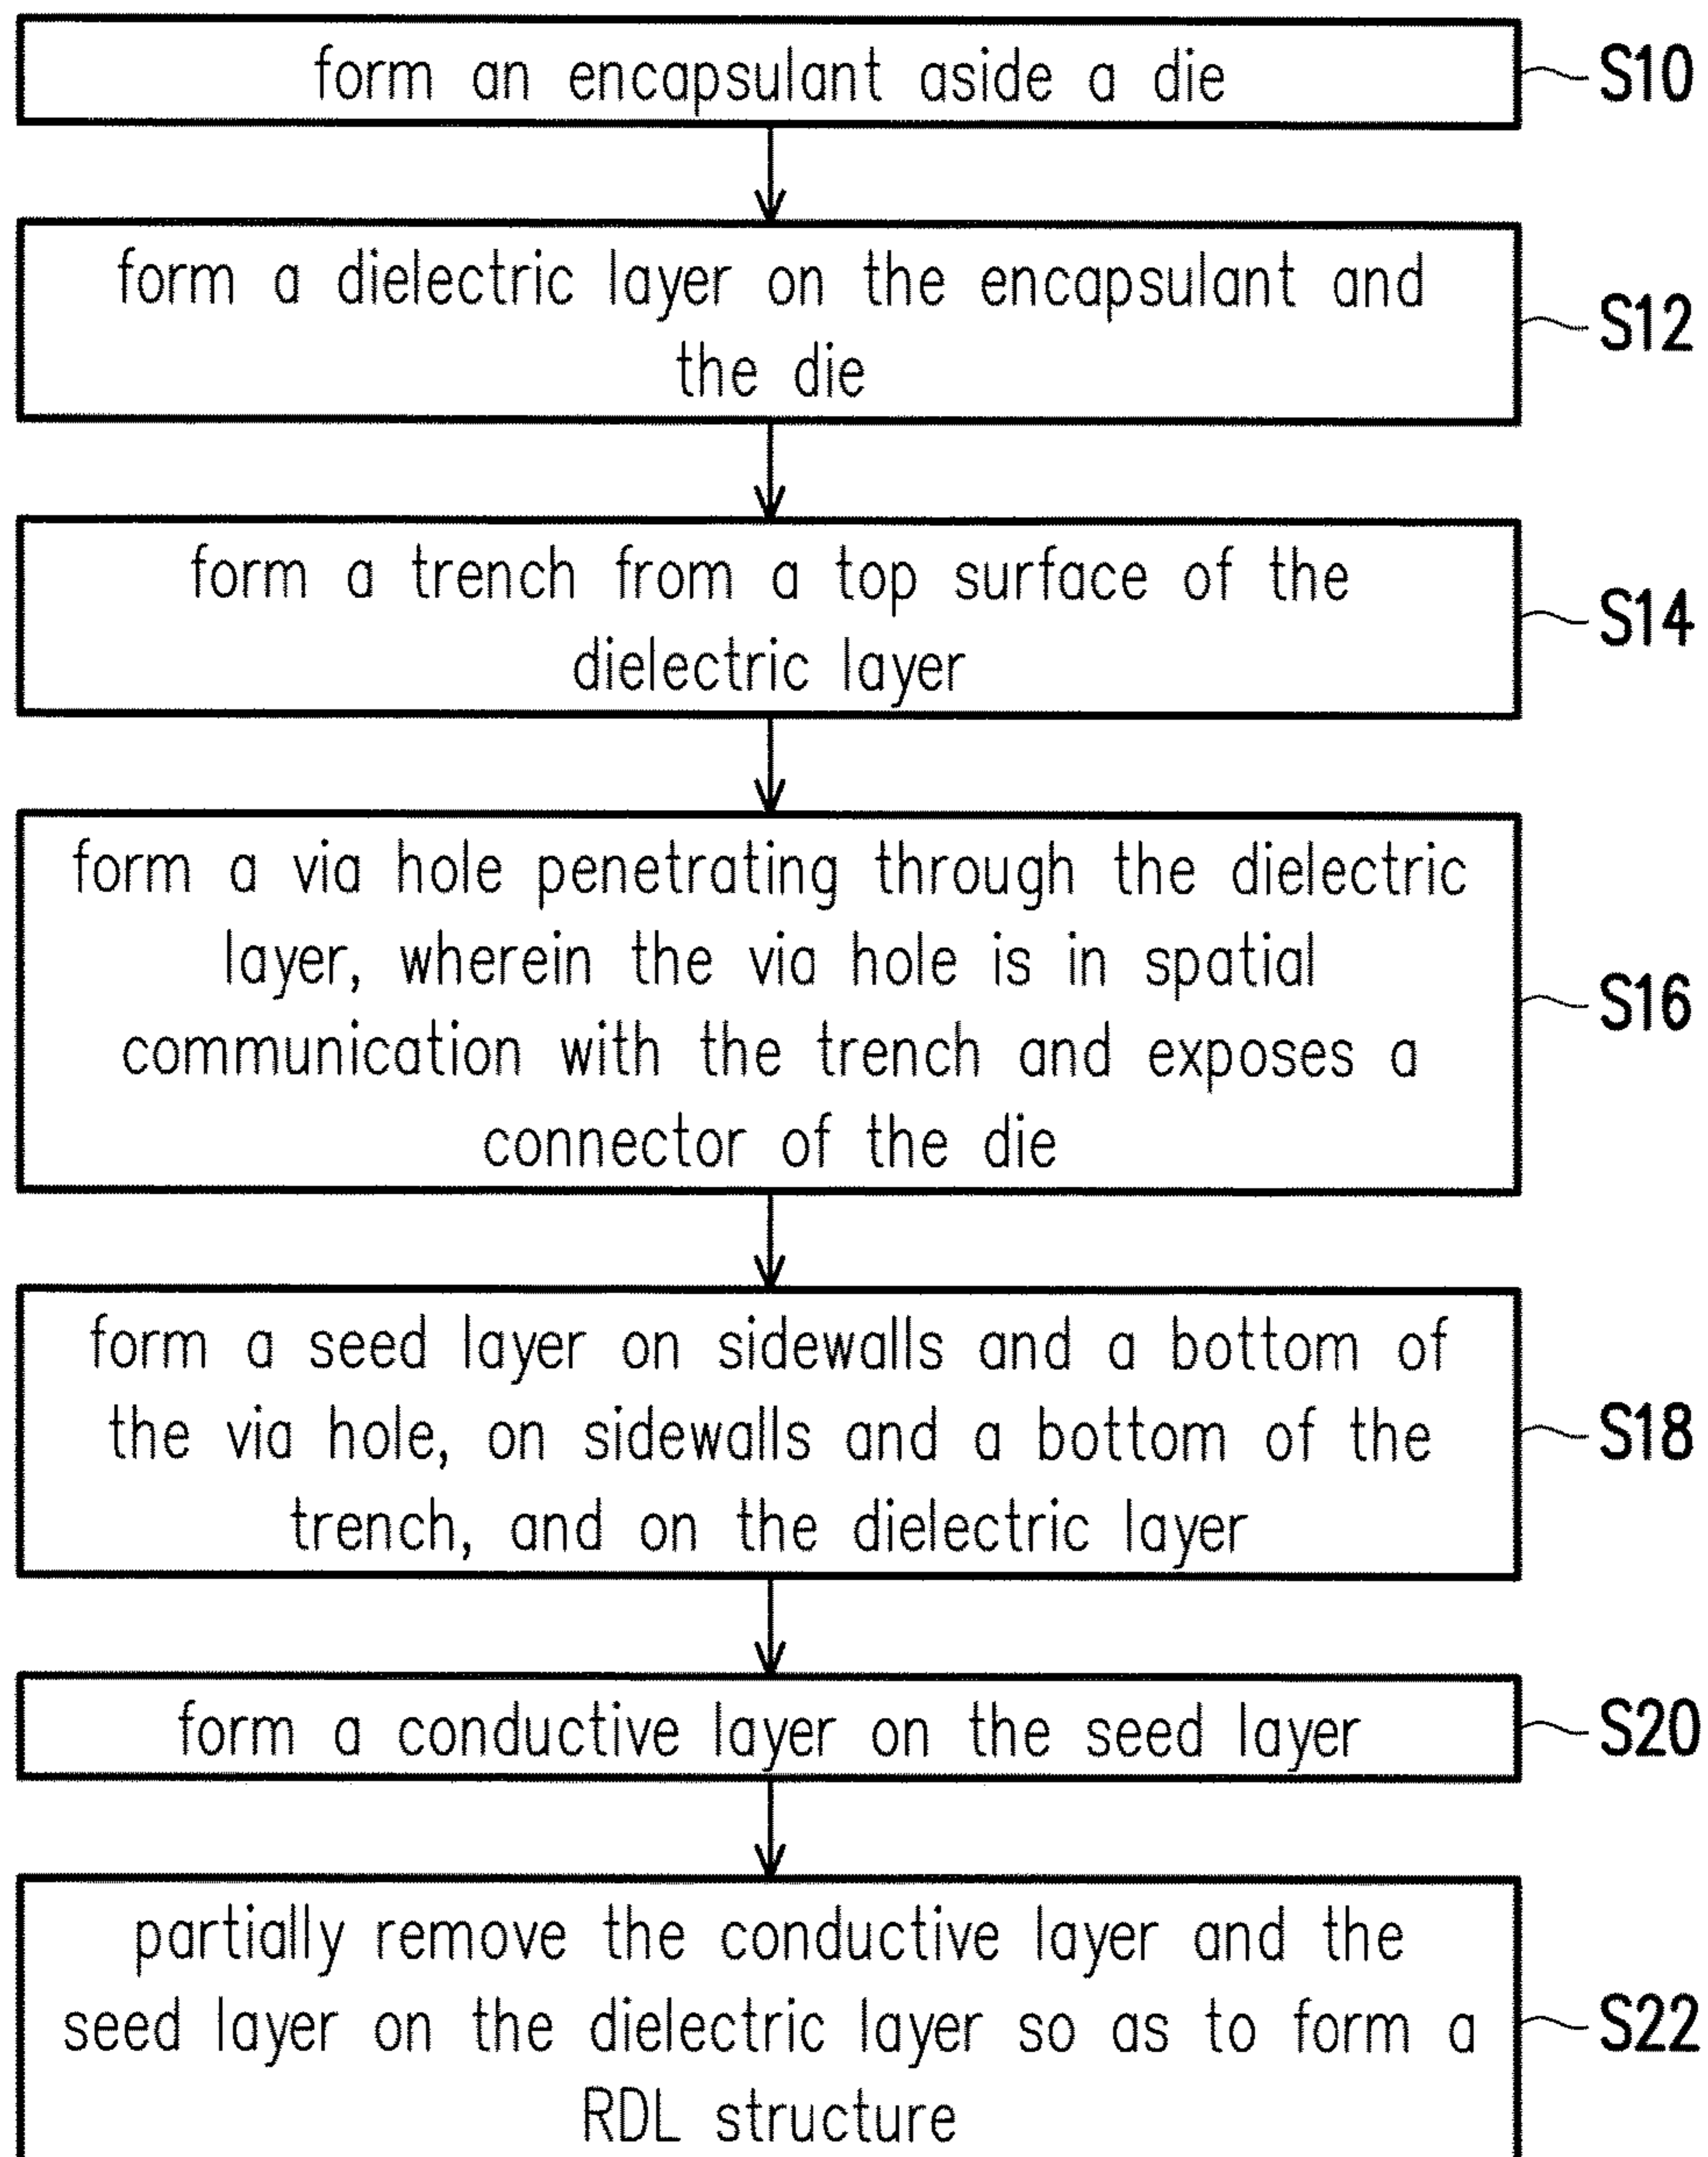 form an encapsulant aside a die
S10
form a dielectric layer on the encapsulant and
the die
S12
form a trench from a top surface of the
dielectric layer
S14
form a via hole penetrating through the dielectric
layer, wherein the via hole is in spatial
communication with the trench and exposes a
connector of the die
S16
form a seed layer on sidewalls and a bottom of
the via hole, on sidewalls and a bottom of the
trench, and on the dielectric layer
S18
form a conductive layer on the seed layer
S20
partially remove the conductive layer and the
seed layer on the dielectric layer so as to form a
RDL structure
S22